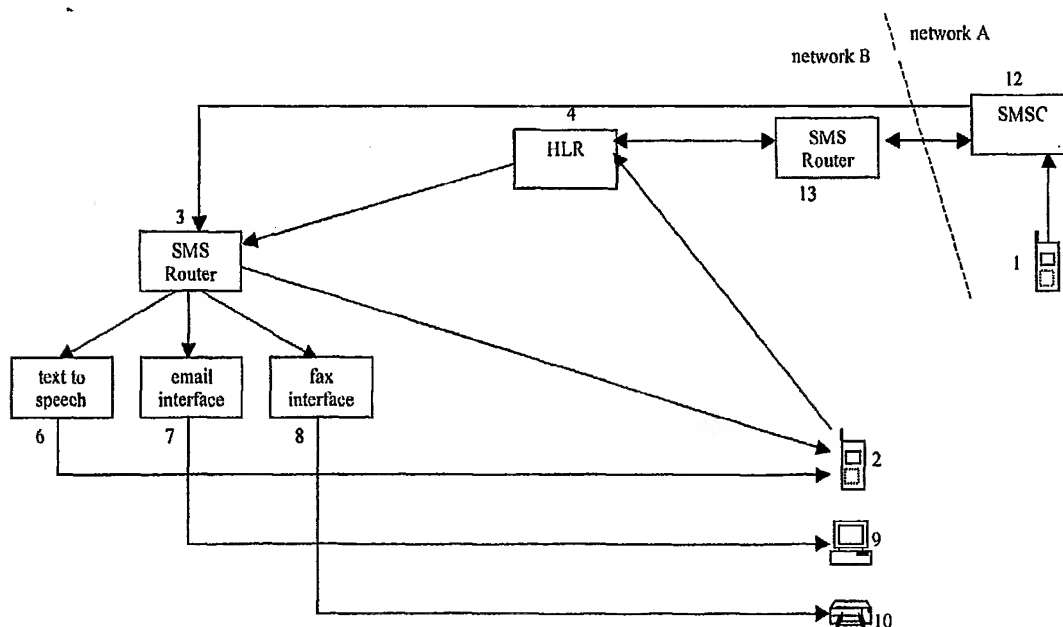 network A
network B
12
SMSC
4
HLR
SMS
Router
13
1
3
SMS
Router
text to
speech
email
interface
fax
interface
6
7
8
2
9
10